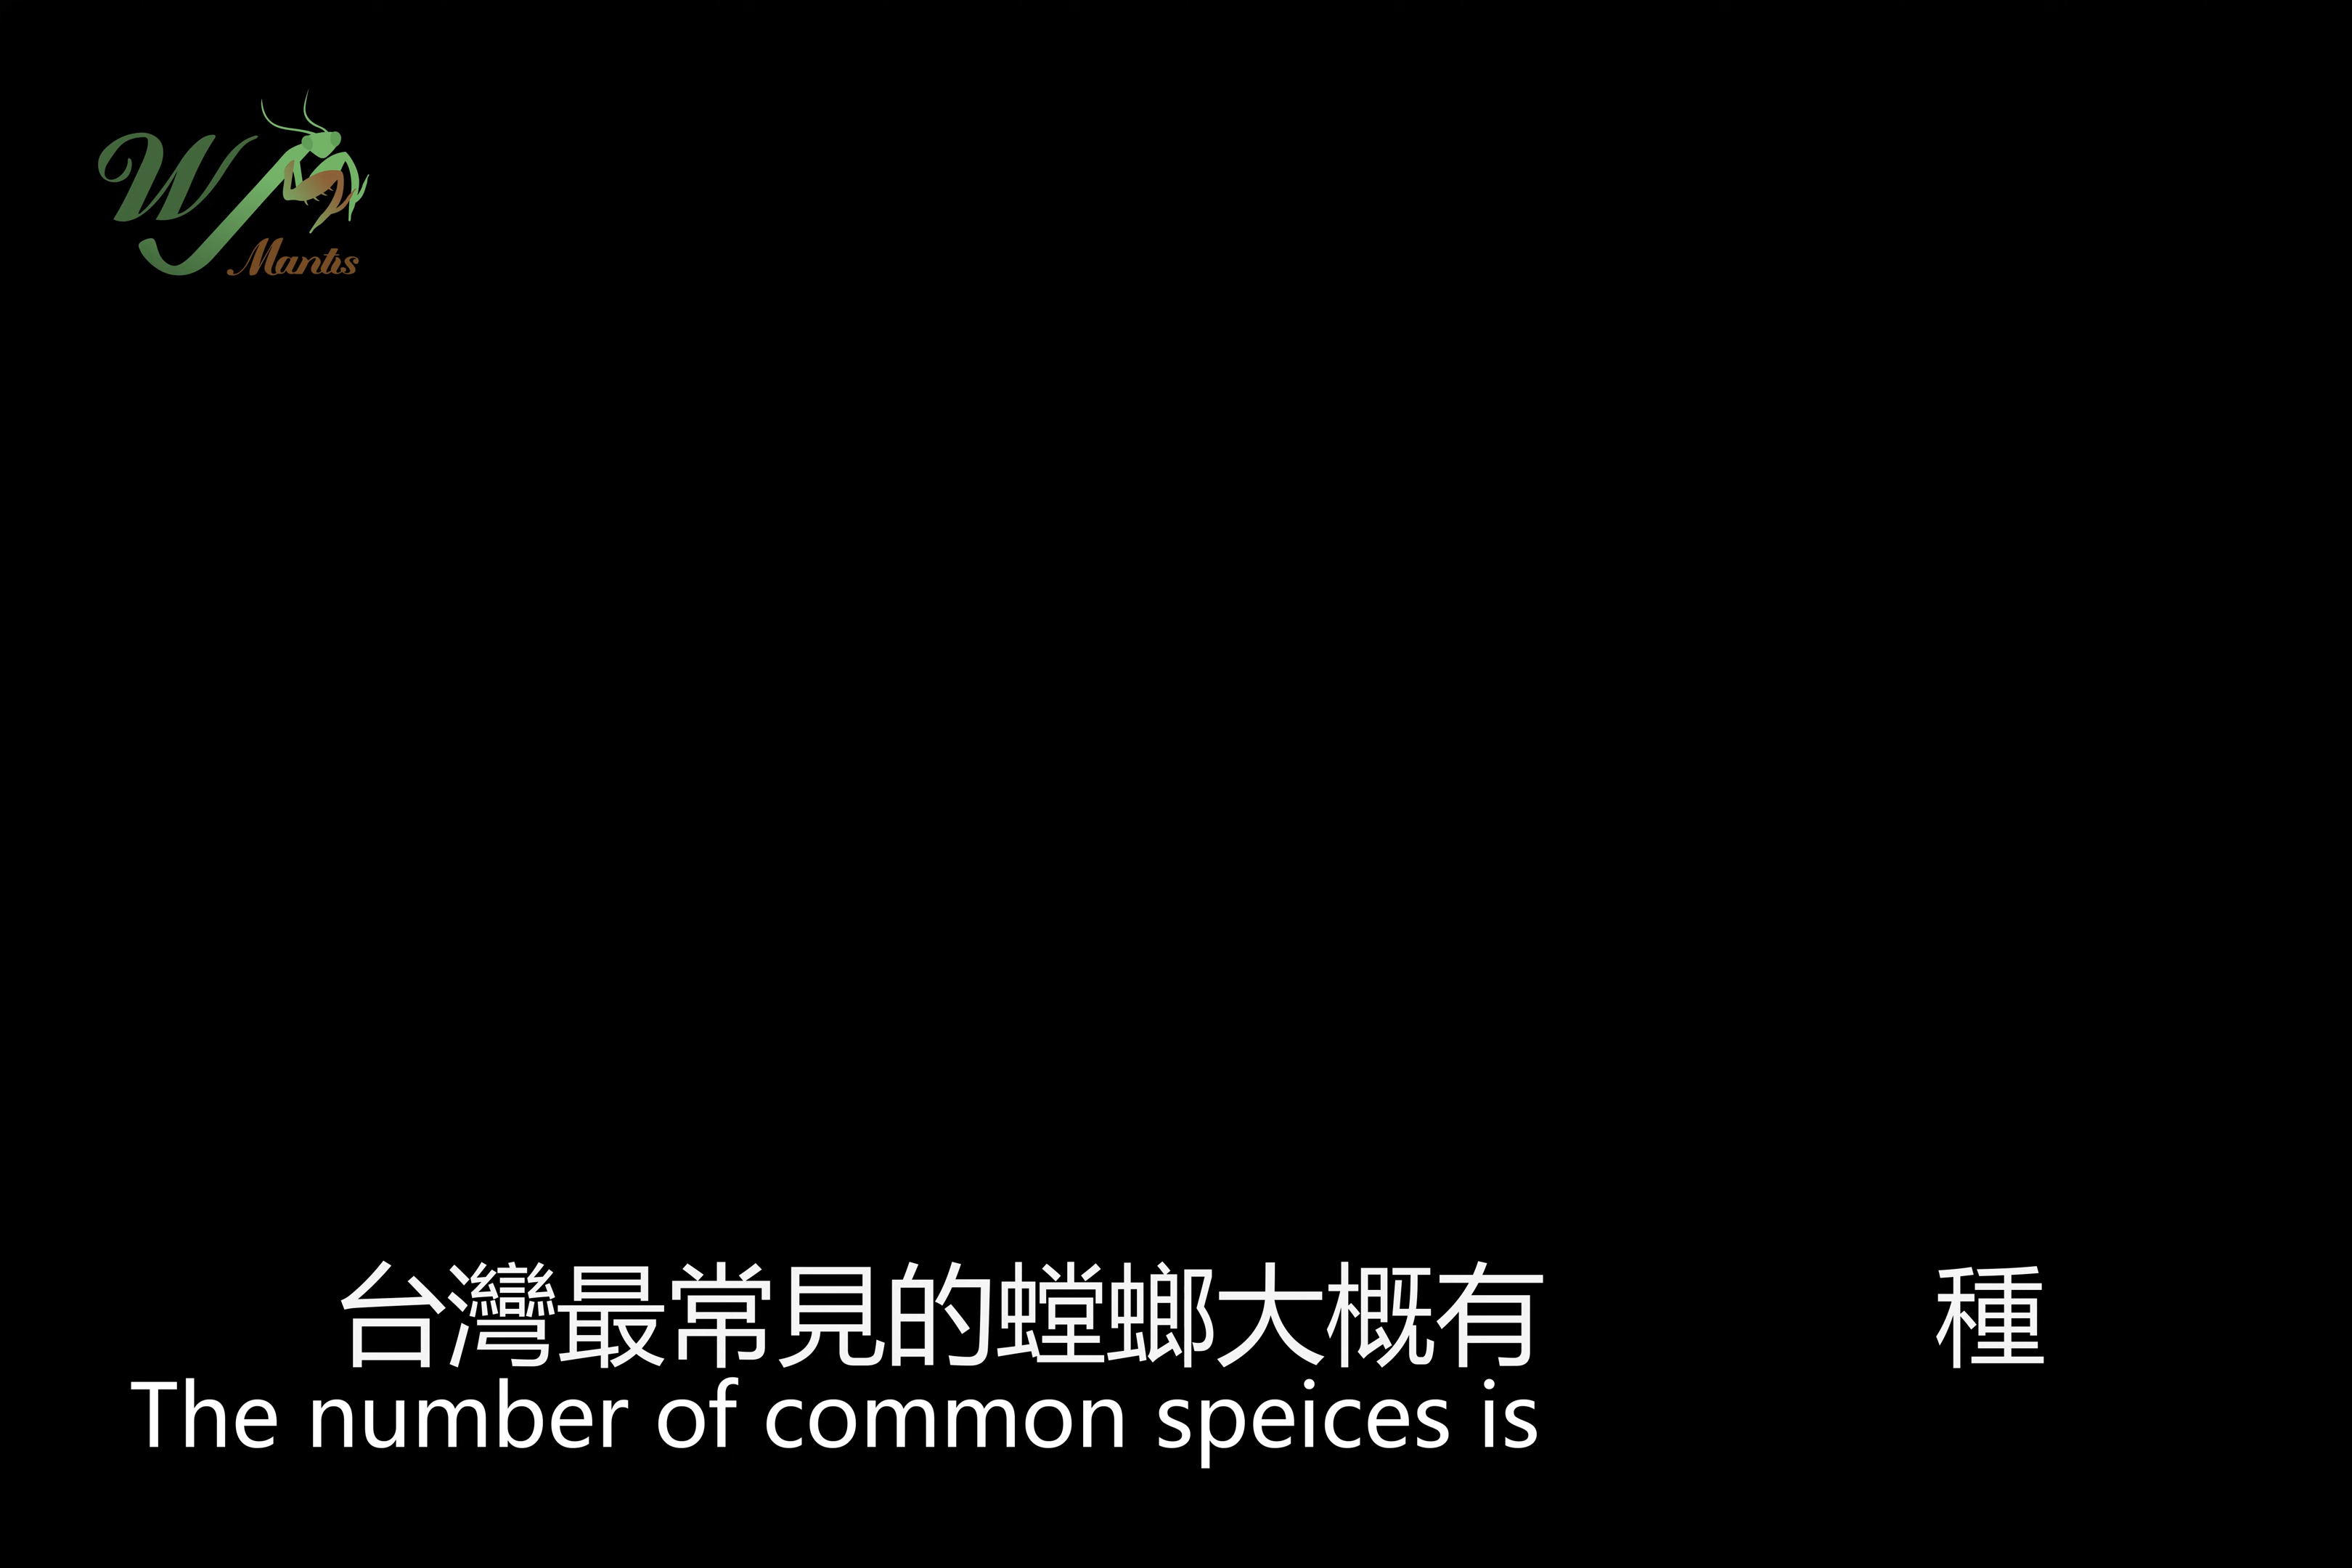 WJ
Mantis
台灣最常見的螳螂大概有 種
The number of common speices is